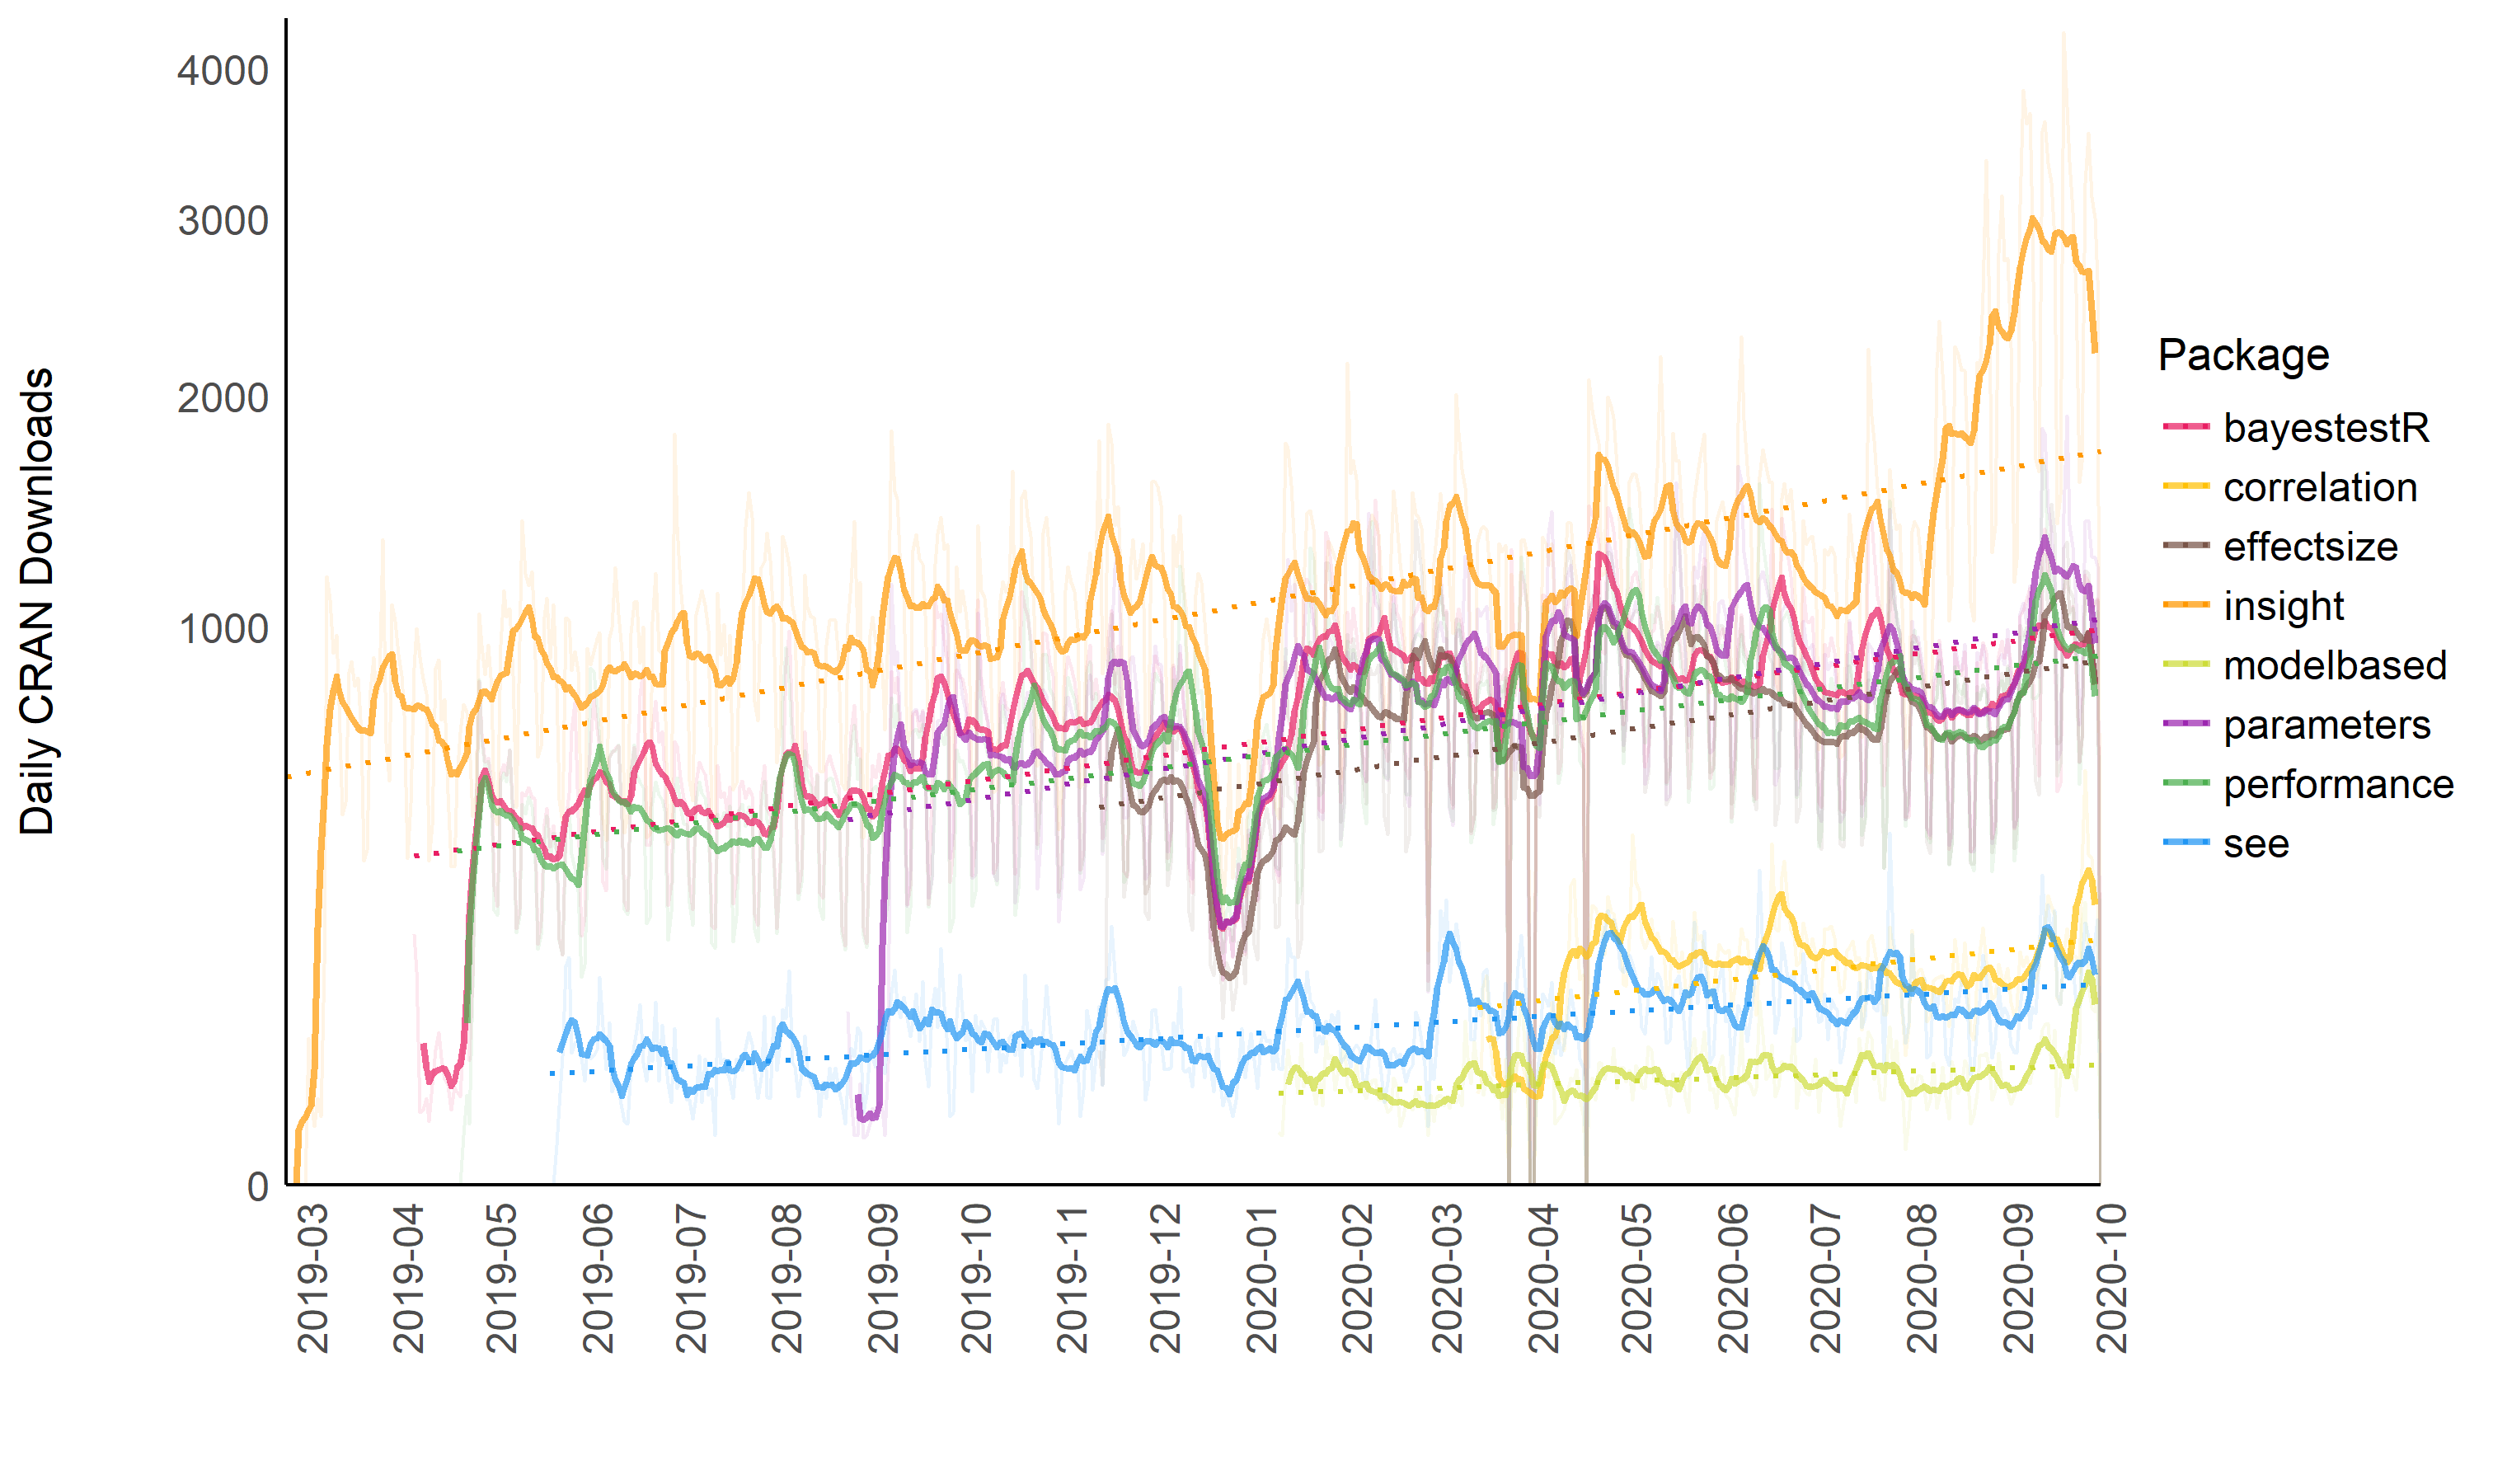 Daily CRAN Downloads
4000
3000
2000
1000
0
2019-03
2019-04
2019-05
2019-06
2019-07
2019-08
2019-09
2019-10
2019-11
2019-12
2020-01
2020-02
2020-03
2020-04
2020-05
2020-06
2020-07
2020-08
2020-09
2020-10
Package
bayestestR
correlation
effectsize
insight
modelbased
parameters
performance
see